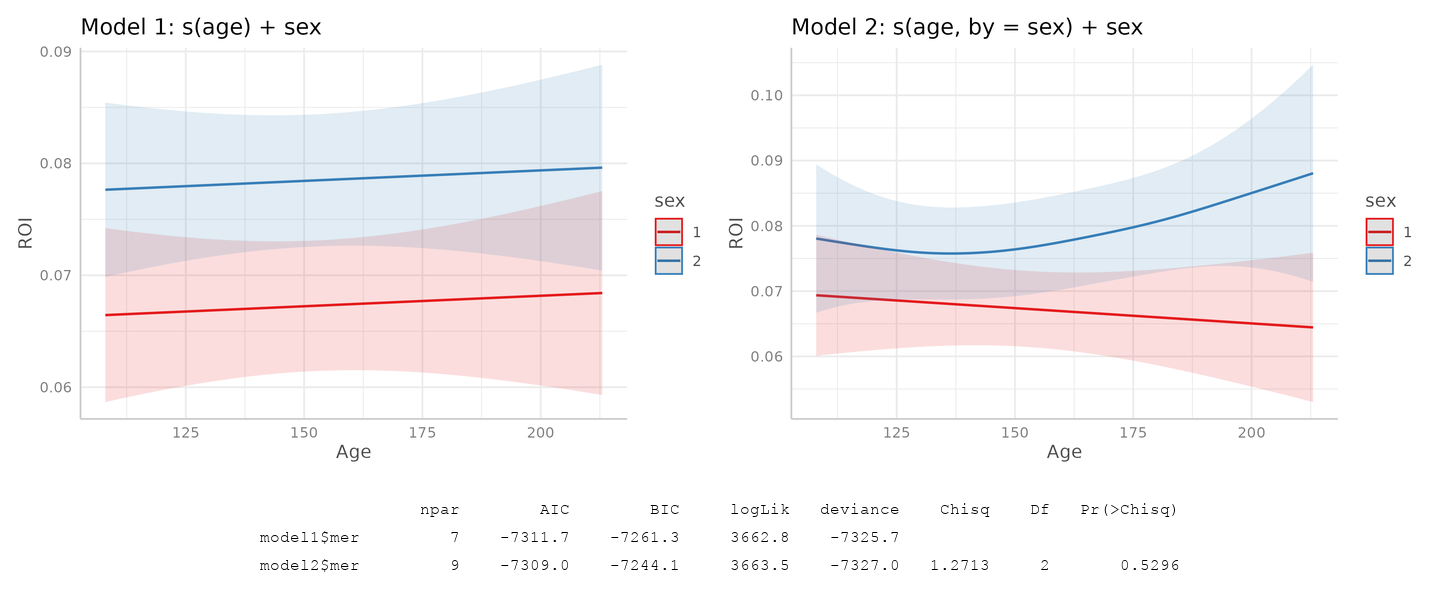 Model 1: s(age) + sex
0.09
0.08
0.07
0.06
ROI
125 150 175 200
Age
sex
1
2
Model 2: s(age, by = sex) + sex
0.10
0.09
0.08
0.07
0.06
ROI
125 150 175 200
Age
sex
1
2
npar AIC BIC logLik deviance Chisq Df Pr(>Chisq)
model1$mer 7 -7311.7 -7261.3 3662.8 -7325.7
model2$mer 9 -7309.0 -7244.1 3663.5 -7327.0 1.2713 2 0.5296